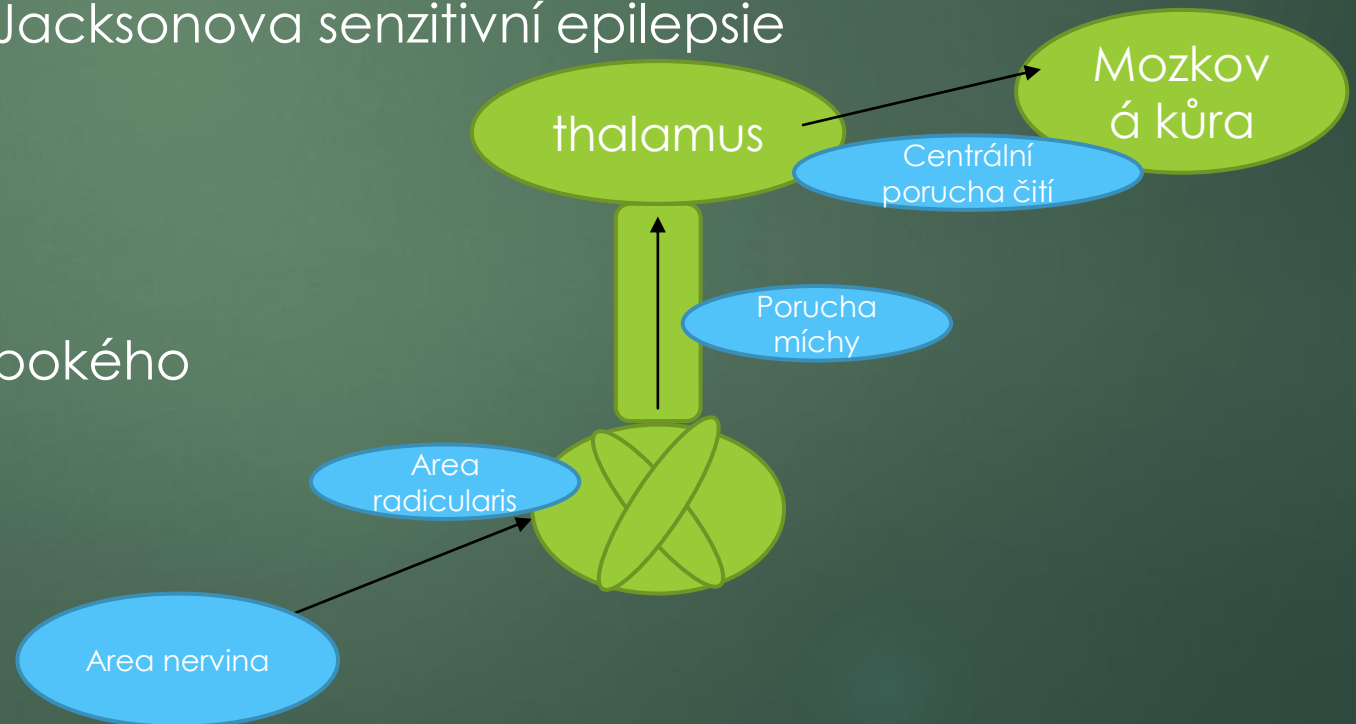 Jacksonova senzitivní epilepsie
Mozkov
á kůra
thalamus
Centrální
porucha čití
Porucha
míchy
bokého
Area
radicularis
Area nervina